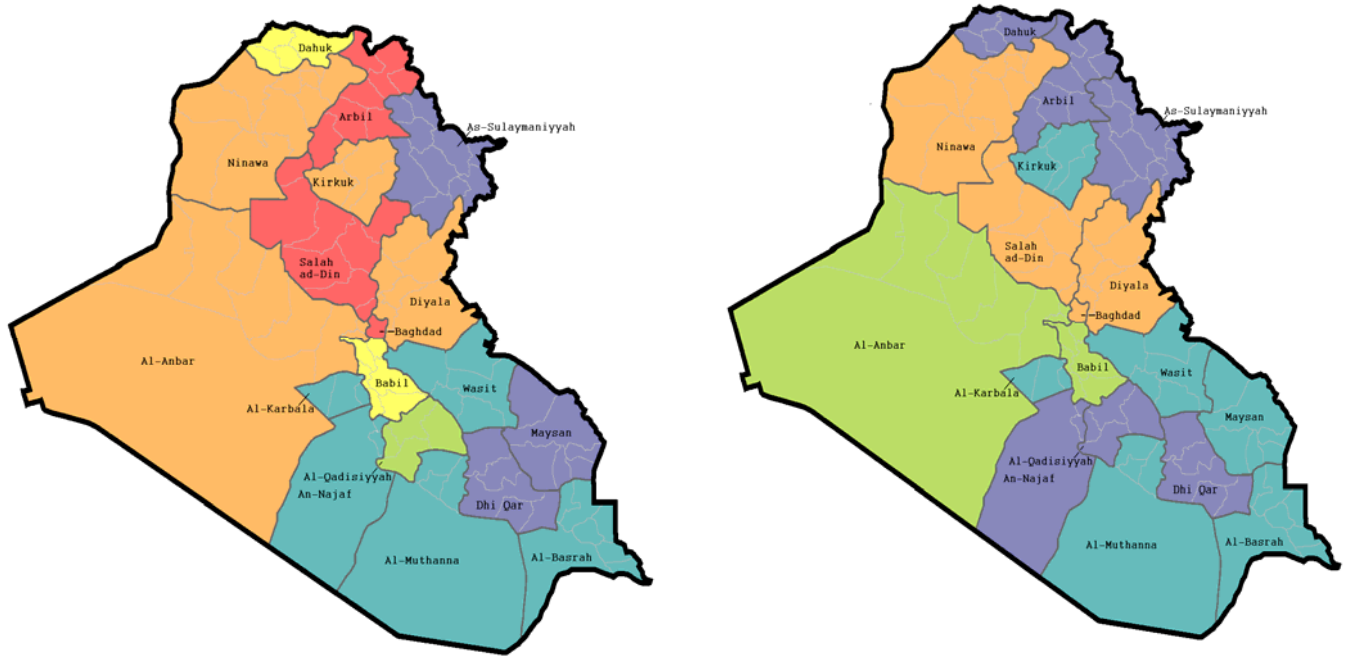 Dahuk
Arbil
As-Sulaymaniyyah
Ninawa
Kirkuk
Salah
ad-Din
Diyala
Baghdad
Al-Anbar
Babil
Wasit
Al-Karbala
Maysan
Al-Qadisiyyah
An-Najaf
Dhi Qar
Al-Muthanna
Al-Basrah
Dahuk
Arbil
As-Sulaymaniyyah
Ninawa
Kirkuk
Salah
ad-Din
Diyala
Baghdad
Al-Anbar
Babil
Wasit
Al-Karbala
Maysan
Al-Qadisiyyah
An-Najaf
Dhi Qar
Al-Muthanna
Al-Basrah